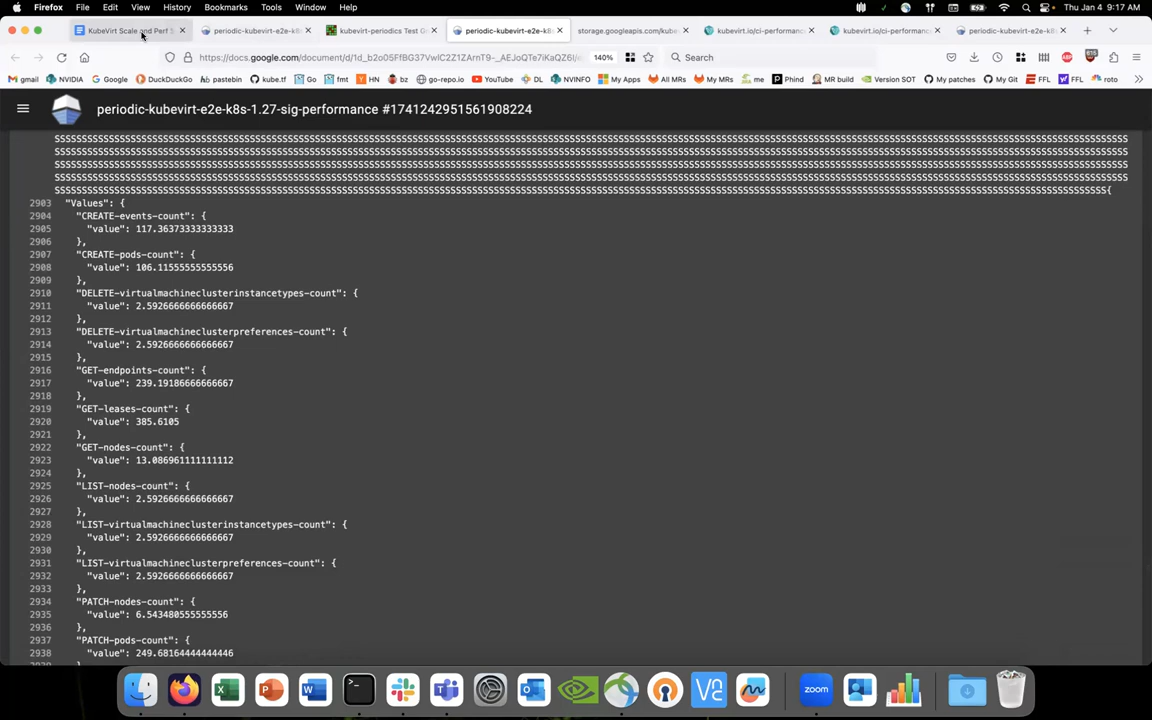 Firefox File Edit View History Bookmarks Tools Window Help Thu Jan 4 9:17 AM
KubeVirt Scale and Perf periodic-kubevirt-e2e-k8s kubevirt-periodics Test G periodic-kubevirt-e2e-k8s storage.googleapis.com/kube kubevirt.io/ci-performanc kubevirt.io/ci-performanc periodic-kubevirt-e2e-k8s
140% Search
gmail NVIDIA Google DuckDuckGo pastebin kube.tf Go HN bz go-repo.io YouTube DL NVINFO My Apps All MRs My MRs me Phind MR build Version SOT My patches My Git FFL FFL roto
periodic-kubevirt-e2e-k8s-1.27-sig-performance #1741242951561908224
2903 "Values": {
2904 "CREATE-events-count": {
2905 "value": 117.36373333333333
2906 },
2907 "CREATE-pods-count": {
2908 "value": 106.11555555555556
2909 },
2910 "DELETE-virtualmachineclusterinstancetypes-count": {
2911 "value": 2.5926666666666667
2912 },
2913 "DELETE-virtualmachineclusterpreferences-count": {
2914 "value": 2.5926666666666667
2915 },
2916 "GET-endpoints-count": {
2917 "value": 239.19186666666667
2918 },
2919 "GET-leases-count": {
2920 "value": 385.6105
2921 },
2922 "GET-nodes-count": {
2923 "value": 13.086961111111112
2924 },
2925 "LIST-nodes-count": {
2926 "value": 2.5926666666666667
2927 },
2928 "LIST-virtualmachineclusterinstancetypes-count": {
2929 "value": 2.5926666666666667
2930 },
2931 "LIST-virtualmachineclusterpreferences-count": {
2932 "value": 2.5926666666666667
2933 },
2934 "PATCH-nodes-count": {
2935 "value": 6.543480555555556
2936 },
2937 "PATCH-pods-count": {
2938 "value": 249.68164444444446
zoom